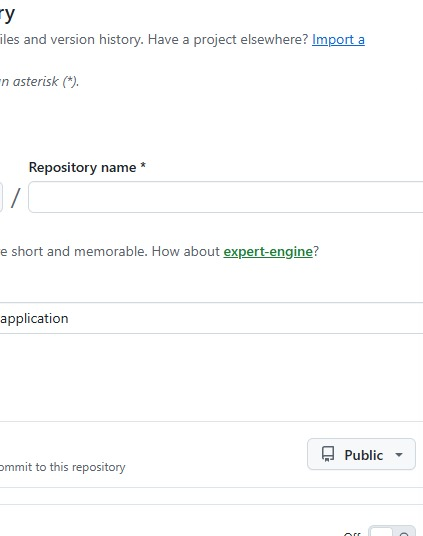 ry
iles and version history. Have a project elsewhere? Import a
n asterisk (*).
Repository name *
/
e short and memorable. How about expert-engine?
application
Public
ommit to this repository
Off